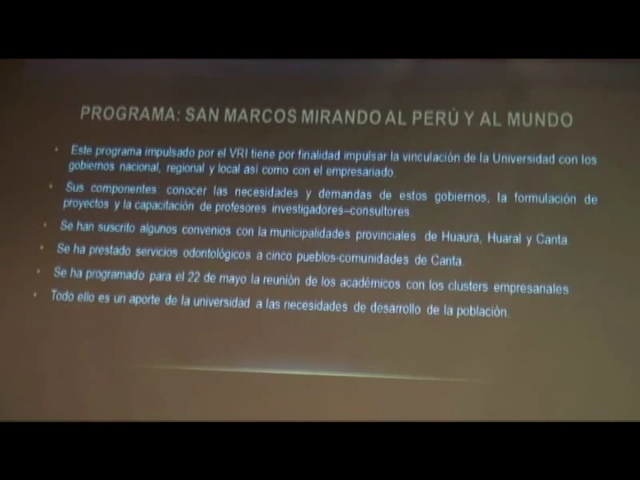 PROGRAMA: SAN MARCOS MIRANDO AL PERÚ Y AL MUNDO
• Este programa impulsado por el VRI tiene por finalidad impulsar la vinculación de la Universidad con los
gobiernos nacional, regional y local así como con el empresariado.
• Sus componentes: conocer las necesidades y demandas de estos gobiernos, la formulación de
proyectos y la capacitación de profesores investigadores–consultores
• Se han suscrito algunos convenios con la municipalidades provinciales de Huaura, Huaral y Canta
• Se ha prestado servicios odontológicos a cinco pueblos-comunidades de Canta.
• Se ha programado para el 22 de mayo la reunión de los académicos con los clusters empresariales.
• Todo ello es un aporte de la universidad a las necesidades de desarrollo de la población.